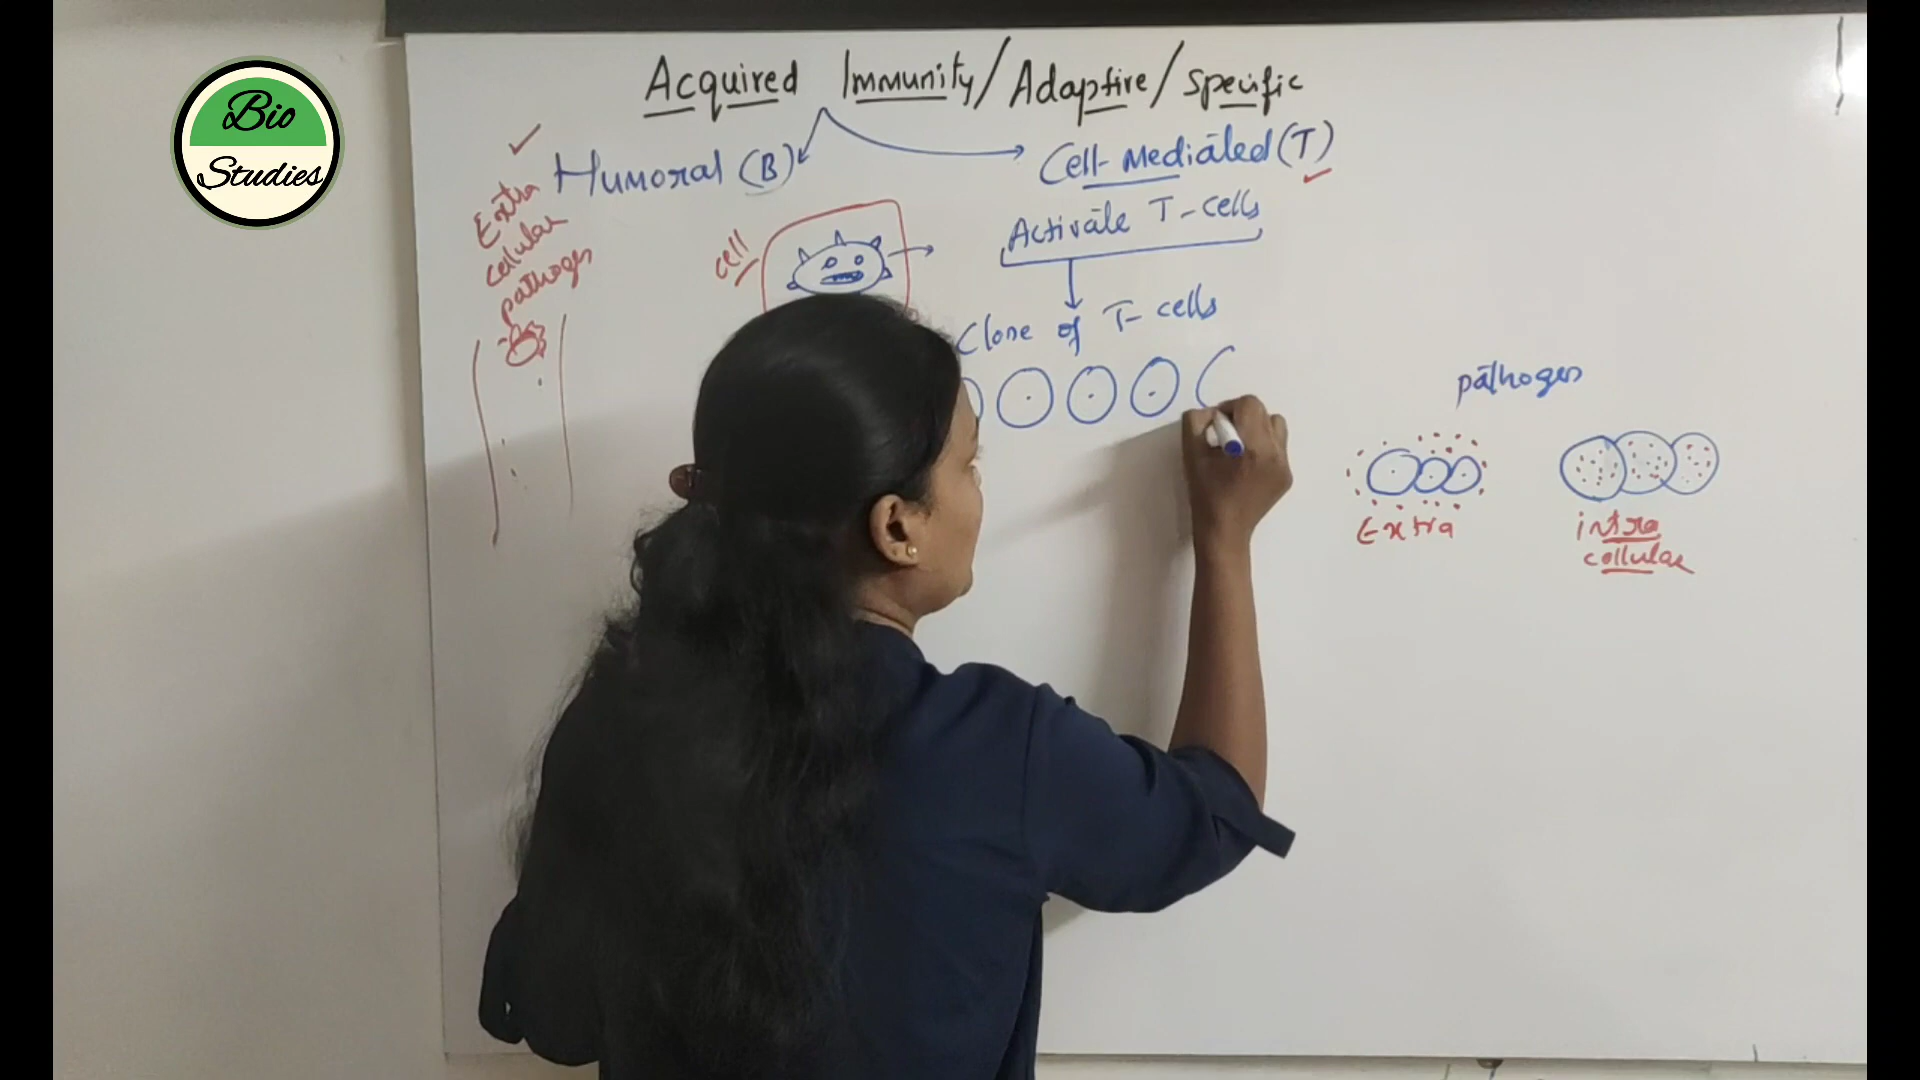 Bio
Studies
Acquired Immunity/Adaptive/Specific
Humoral (B)
Cell-Mediated (T)
Extra
cellular
pathogen
cell
Activate T-cells
Clone of T-cells
pathogen
Extra
intra
cellular